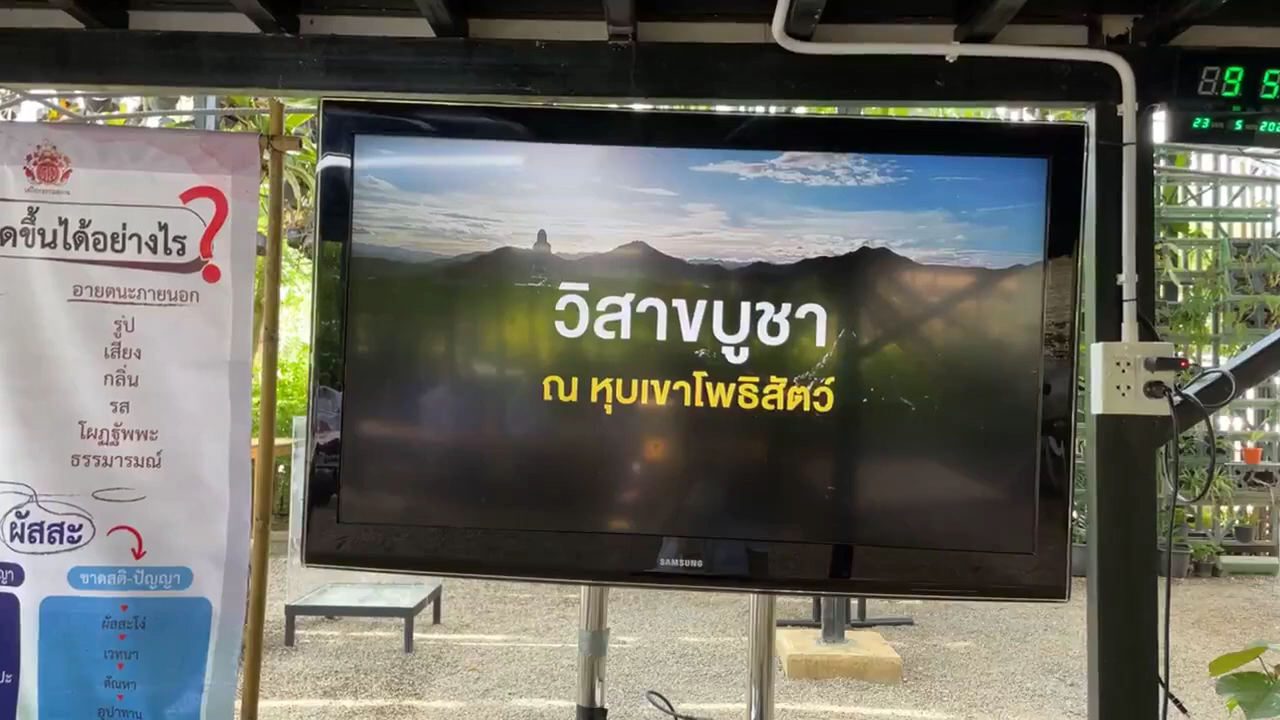 ดขึ้นได้อย่างไร?
อายตนะภายนอก
รูป
เสียง
กลิ่น
รส
โผฏฐัพพะ
ธรรมารมณ์
ผัสสะ
ขาดสติ-ปัญญา
ผัสสะโง่
เวทนา
ตัณหา
อุปาทาน
วิสาขบูชา
ณ หุบเขาโพธิสัตว์
SAMSUNG
23 5 20